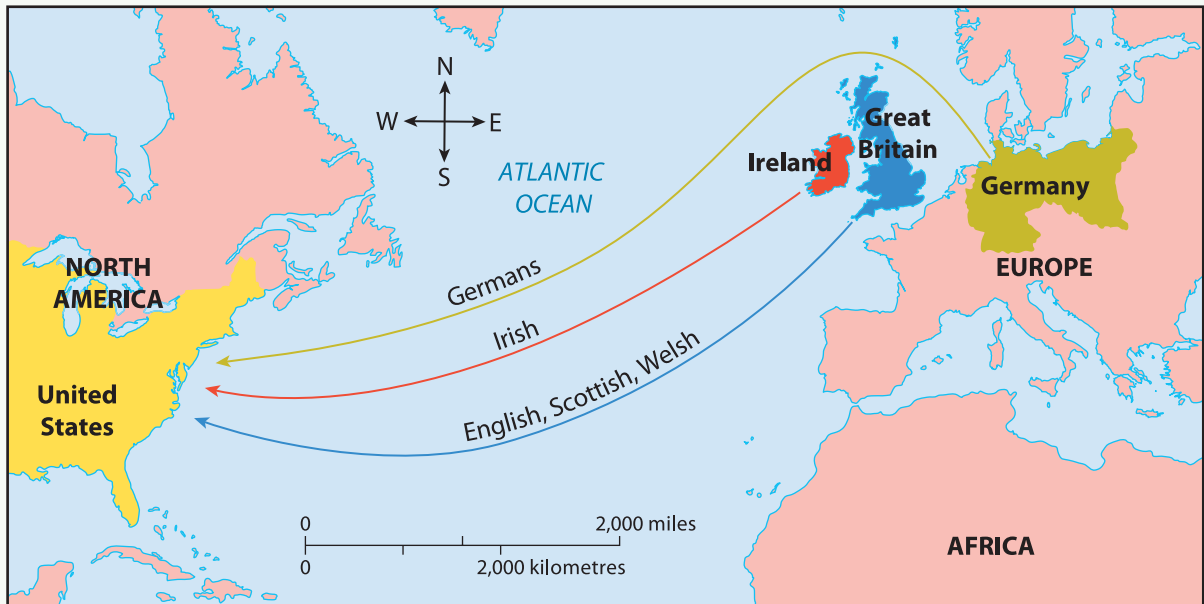 N
W E
S
ATLANTIC
OCEAN
Great
Britain
Ireland
Germany
EUROPE
NORTH
AMERICA
Germans
Irish
English, Scottish, Welsh
United
States
0 2,000 miles
0 2,000 kilometres
AFRICA